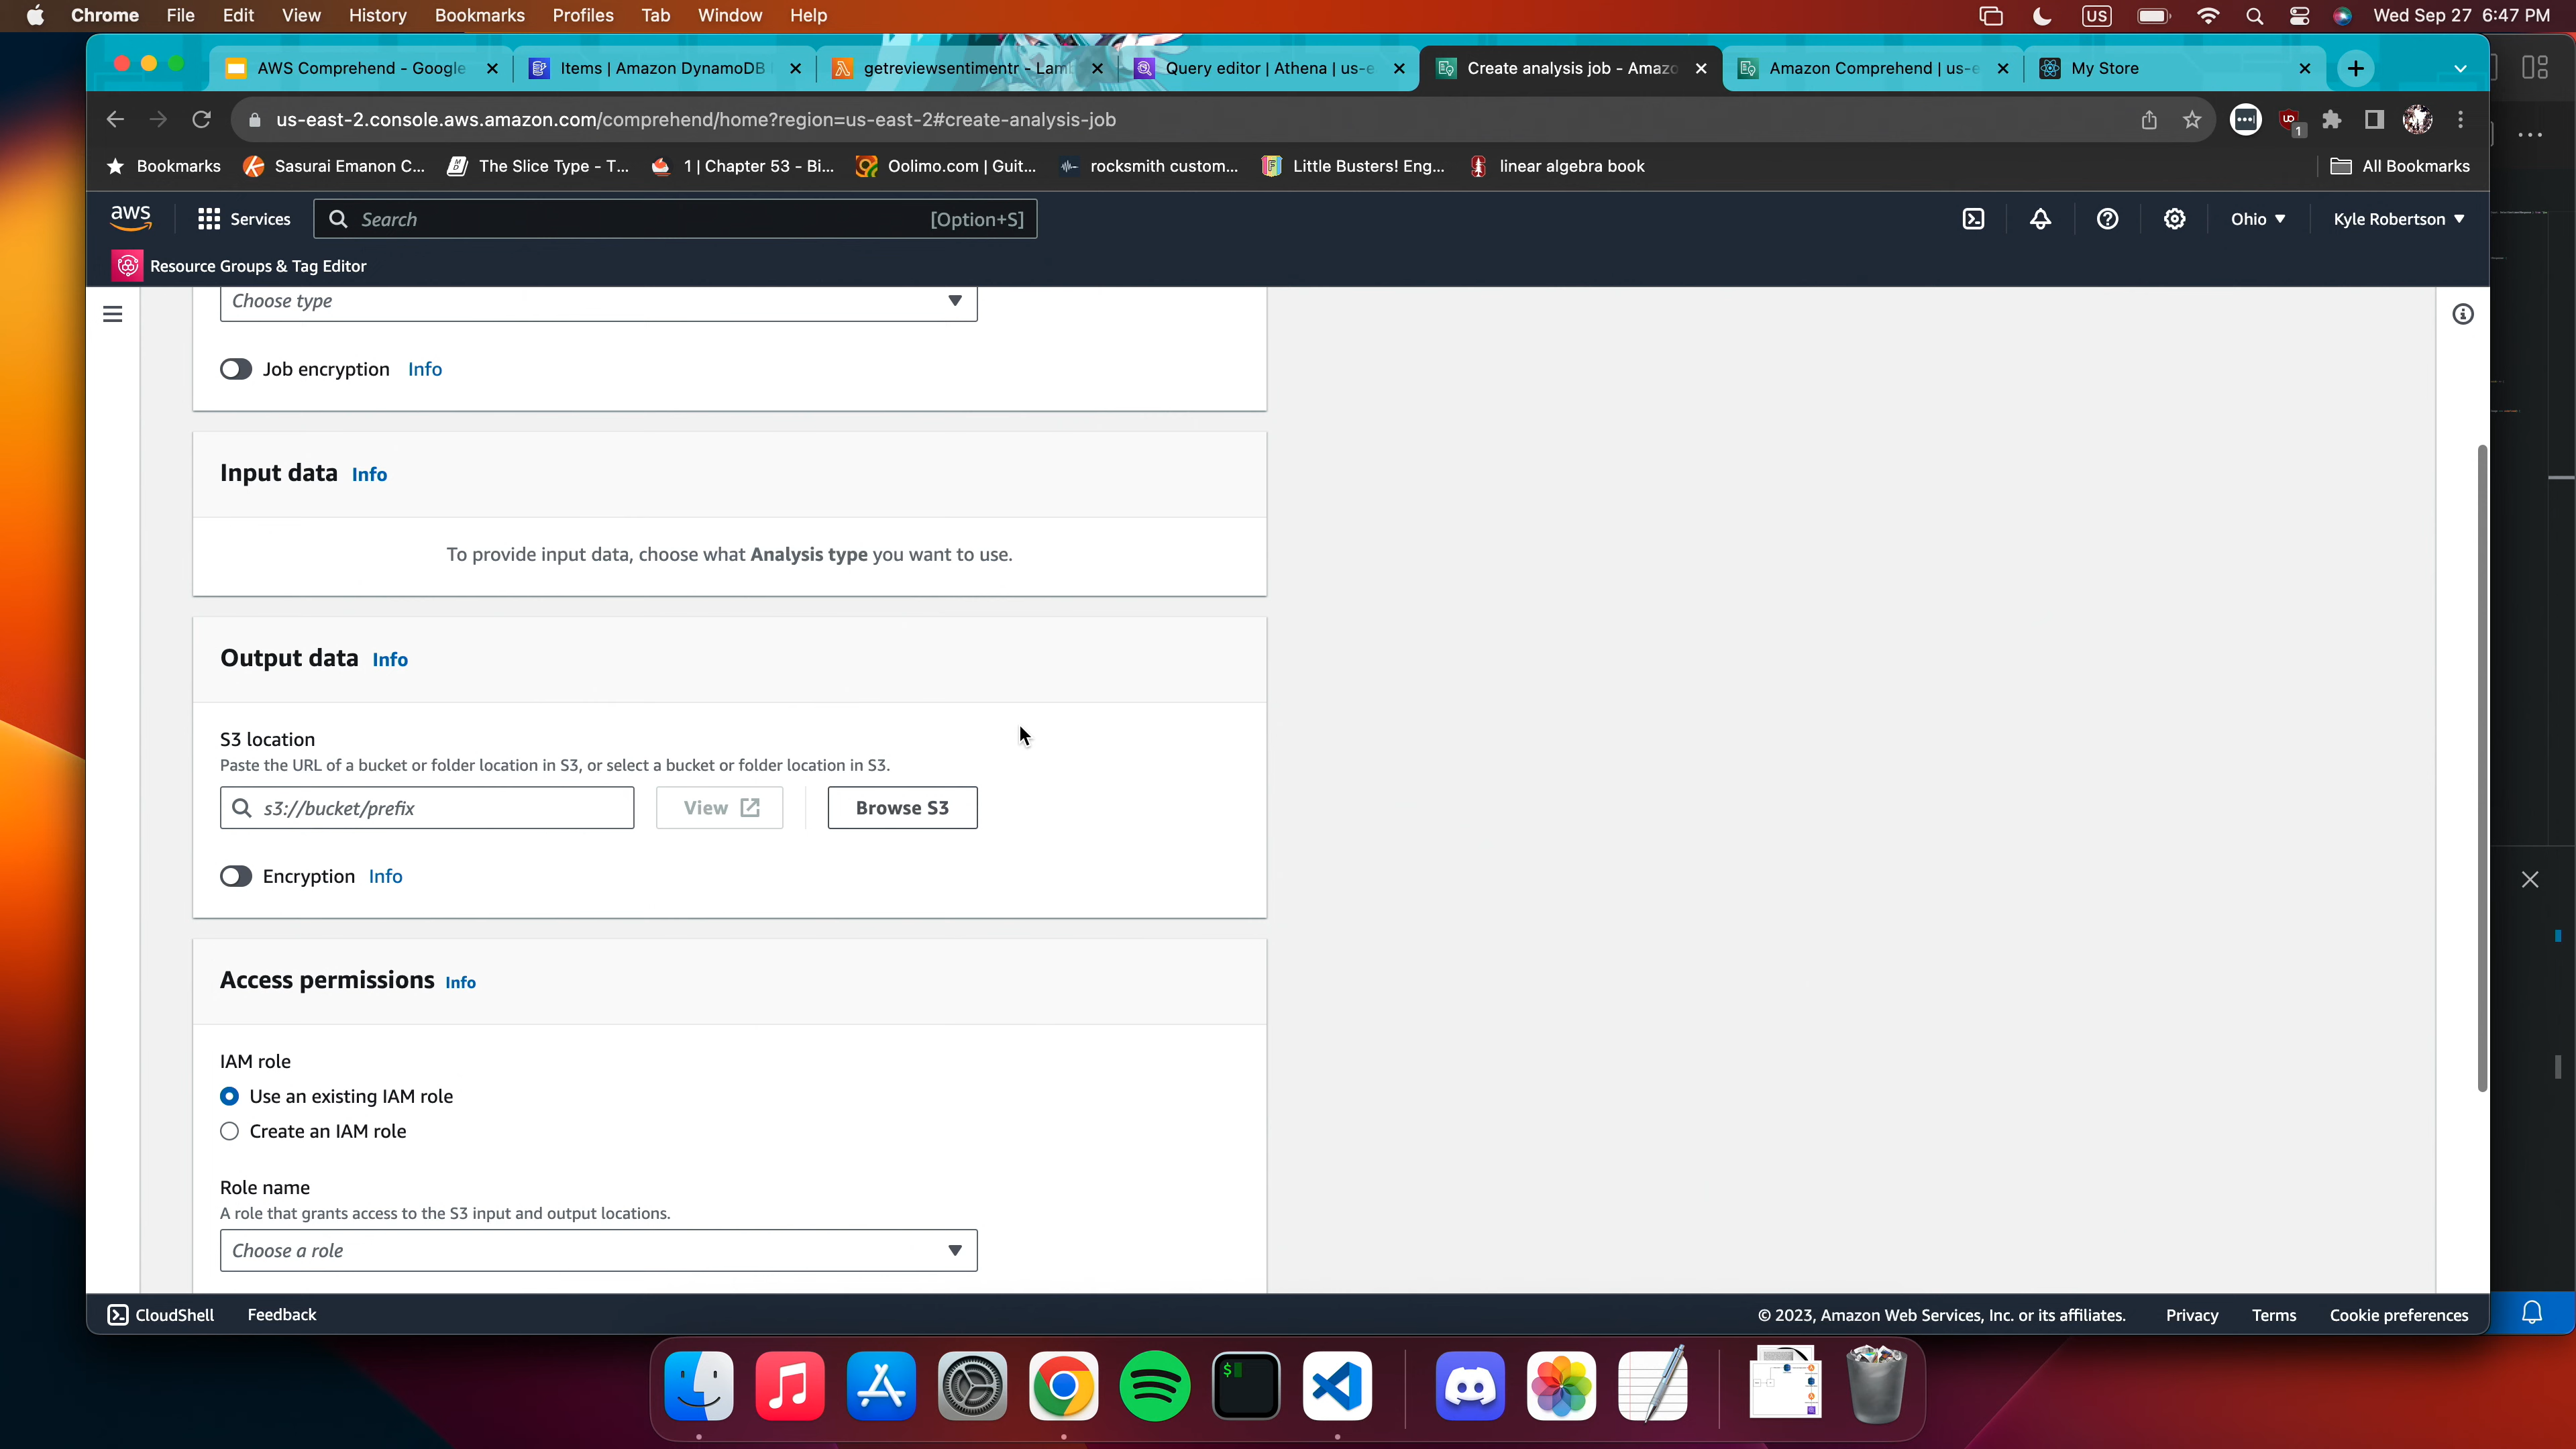 Chrome File Edit View History Bookmarks Profiles Tab Window Help US Wed Sep 27 6:47 PM
AWS Comprehend - Google Items | Amazon DynamoDB getreviewsentimentr - Lam Query editor | Athena | us-e Create analysis job - Amazo Amazon Comprehend | us-e My Store
us-east-2.console.aws.amazon.com/comprehend/home?region=us-east-2#create-analysis-job
Bookmarks Sasurai Emanon C... The Slice Type - T... 1 | Chapter 53 - Bi... Oolimo.com | Guit... rocksmith custom... Little Busters! Eng... linear algebra book All Bookmarks
aws Services Search [Option+S] Ohio Kyle Robertson
Resource Groups & Tag Editor
Choose type
Job encryption Info
Input data Info
To provide input data, choose what Analysis type you want to use.
Output data Info
S3 location
Paste the URL of a bucket or folder location in S3, or select a bucket or folder location in S3.
s3://bucket/prefix View Browse S3
Encryption Info
Access permissions Info
IAM role
Use an existing IAM role
Create an IAM role
Role name
A role that grants access to the S3 input and output locations.
Choose a role
CloudShell Feedback © 2023, Amazon Web Services, Inc. or its affiliates. Privacy Terms Cookie preferences